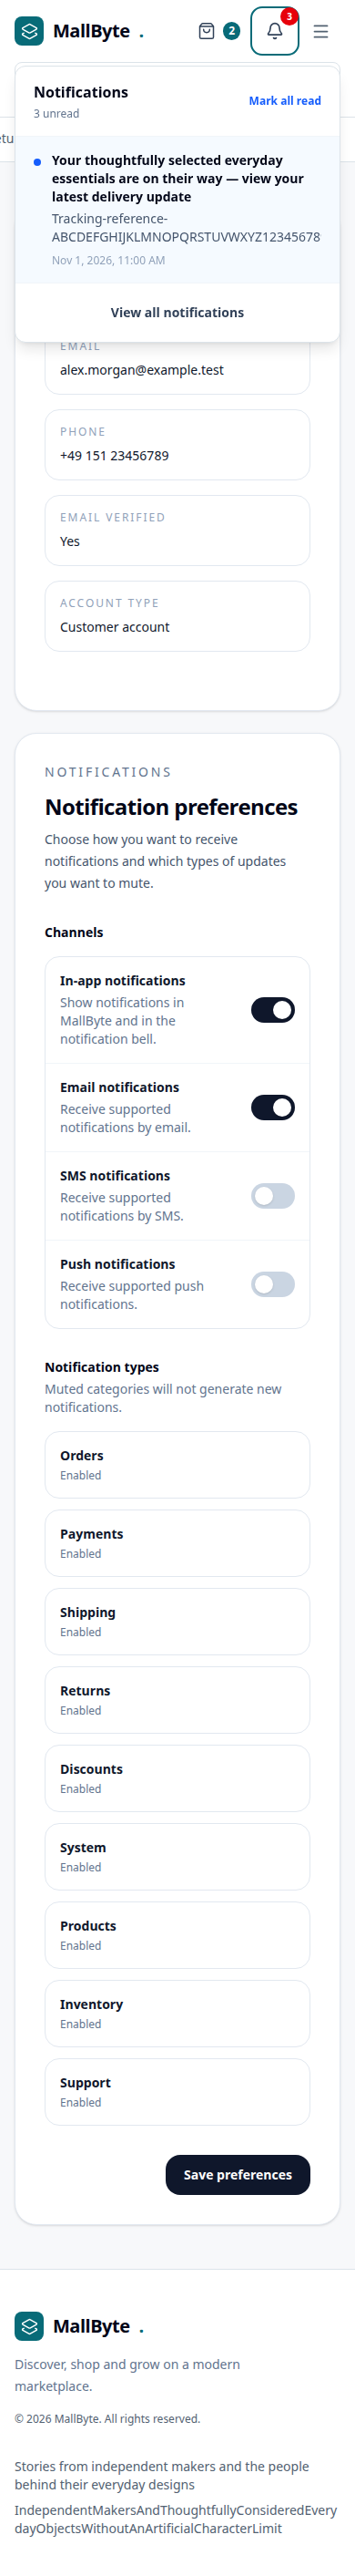 MallByte.
2
3
Notifications
3 unread
Mark all read
Your thoughtfully selected everyday
essentials are on their way — view your
latest delivery update
Tracking-reference-
ABCDEFGHIJKLMNOPQRSTUVWXYZ12345678
Nov 1, 2026, 11:00 AM
View all notifications
EMAIL
alex.morgan@example.test
PHONE
+49 151 23456789
EMAIL VERIFIED
Yes
ACCOUNT TYPE
Customer account
NOTIFICATIONS
Notification preferences
Choose how you want to receive
notifications and which types of updates
you want to mute.
Channels
In-app notifications
Show notifications in
MallByte and in the
notification bell.
Email notifications
Receive supported
notifications by email.
SMS notifications
Receive supported
notifications by SMS.
Push notifications
Receive supported push
notifications.
Notification types
Muted categories will not generate new
notifications.
Orders
Enabled
Payments
Enabled
Shipping
Enabled
Returns
Enabled
Discounts
Enabled
System
Enabled
Products
Enabled
Inventory
Enabled
Support
Enabled
Save preferences
MallByte.
Discover, shop and grow on a modern
marketplace.
© 2026 MallByte. All rights reserved.
Stories from independent makers and the people
behind their everyday designs
IndependentMakersAndThoughtfullyConsideredEvery
dayObjectsWithoutAnArtificialCharacterLimit